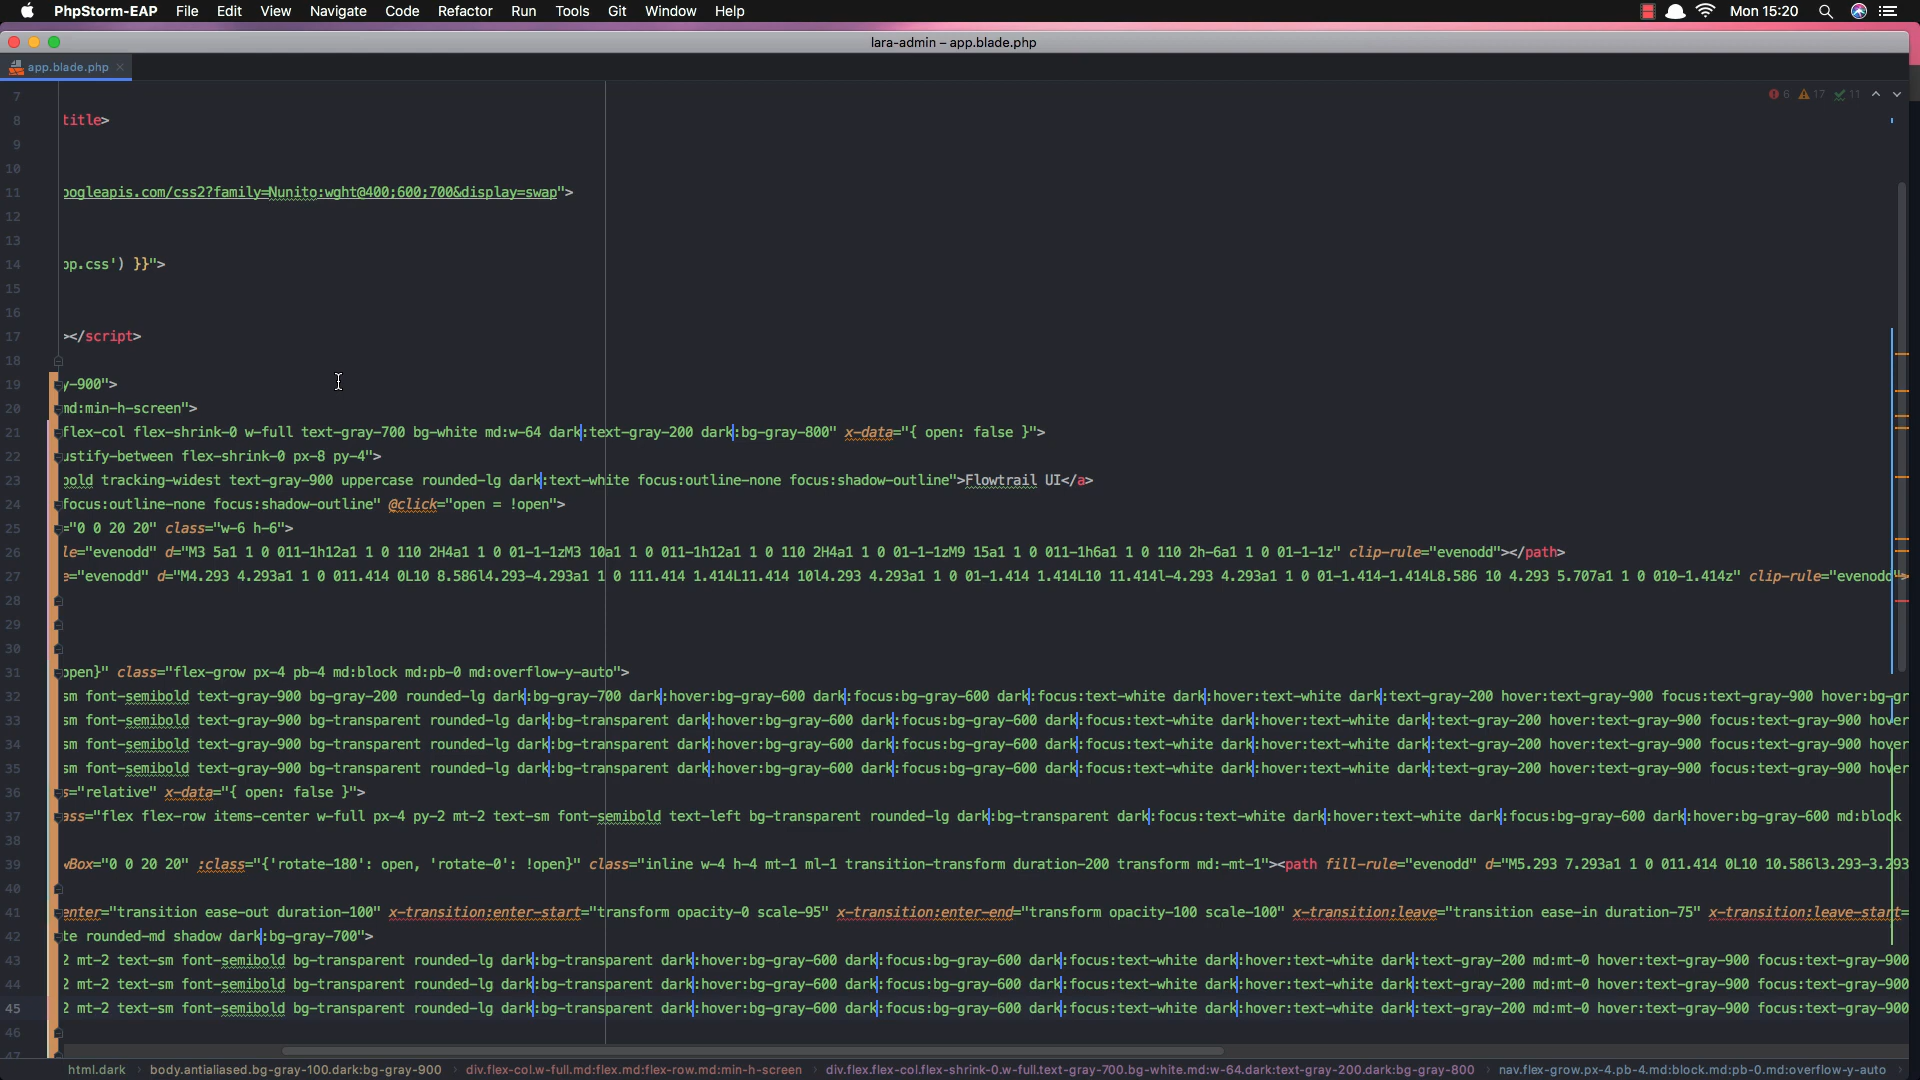 PhpStorm-EAP File Edit View Navigate Code Refactor Run Tools Git Window Help Mon 15:20
lara-admin – app.blade.php
app.blade.php
6 17 11
7
8 title>
9
10
11 ogleapis.com/css2?family=Nunito:wght@400;600;700&display=swap">
12
13
14 op.css') }}">
15
16
17 ></script>
18
19 y-900">
20 md:min-h-screen">
21 flex-col flex-shrink-0 w-full text-gray-700 bg-white md:w-64 dark:text-gray-200 dark:bg-gray-800" x-data="{ open: false }">
22 ustify-between flex-shrink-0 px-8 py-4">
23 bold tracking-widest text-gray-900 uppercase rounded-lg dark:text-white focus:outline-none focus:shadow-outline">Flowtrail UI</a>
24 focus:outline-none focus:shadow-outline" @click="open = !open">
25 ="0 0 20 20" class="w-6 h-6">
26 le="evenodd" d="M3 5a1 1 0 011-1h12a1 1 0 110 2H4a1 1 0 01-1-1zM3 10a1 1 0 011-1h12a1 1 0 110 2H4a1 1 0 01-1-1zM9 15a1 1 0 011-1h6a1 1 0 110 2h-6a1 1 0 01-1-1z" clip-rule="evenodd"></path>
27 e="evenodd" d="M4.293 4.293a1 1 0 011.414 0L10 8.586l4.293-4.293a1 1 0 111.414 1.414L11.414 10l4.293 4.293a1 1 0 01-1.414 1.414L10 11.414l-4.293 4.293a1 1 0 01-1.414-1.414L8.586 10 4.293 5.707a1 1 0 010-1.414z" clip-rule="evenodd">
28
29
30
31 open}" class="flex-grow px-4 pb-4 md:block md:pb-0 md:overflow-y-auto">
32 sm font-semibold text-gray-900 bg-gray-200 rounded-lg dark:bg-gray-700 dark:hover:bg-gray-600 dark:focus:bg-gray-600 dark:focus:text-white dark:hover:text-white dark:text-gray-200 hover:text-gray-900 focus:text-gray-900 hover:bg-gr
33 sm font-semibold text-gray-900 bg-transparent rounded-lg dark:bg-transparent dark:hover:bg-gray-600 dark:focus:bg-gray-600 dark:focus:text-white dark:hover:text-white dark:text-gray-200 hover:text-gray-900 focus:text-gray-900 hover
34 sm font-semibold text-gray-900 bg-transparent rounded-lg dark:bg-transparent dark:hover:bg-gray-600 dark:focus:bg-gray-600 dark:focus:text-white dark:hover:text-white dark:text-gray-200 hover:text-gray-900 focus:text-gray-900 hover
35 sm font-semibold text-gray-900 bg-transparent rounded-lg dark:bg-transparent dark:hover:bg-gray-600 dark:focus:bg-gray-600 dark:focus:text-white dark:hover:text-white dark:text-gray-200 hover:text-gray-900 focus:text-gray-900 hover
36 s="relative" x-data="{ open: false }">
37 ass="flex flex-row items-center w-full px-4 py-2 mt-2 text-sm font-semibold text-left bg-transparent rounded-lg dark:bg-transparent dark:focus:text-white dark:hover:text-white dark:focus:bg-gray-600 dark:hover:bg-gray-600 md:block
38
39 wBox="0 0 20 20" :class="{'rotate-180': open, 'rotate-0': !open}" class="inline w-4 h-4 mt-1 ml-1 transition-transform duration-200 transform md:-mt-1"><path fill-rule="evenodd" d="M5.293 7.293a1 1 0 011.414 0L10 10.586l3.293-3.293
40
41 enter="transition ease-out duration-100" x-transition:enter-start="transform opacity-0 scale-95" x-transition:enter-end="transform opacity-100 scale-100" x-transition:leave="transition ease-in duration-75" x-transition:leave-start=
42 te rounded-md shadow dark:bg-gray-700">
43 2 mt-2 text-sm font-semibold bg-transparent rounded-lg dark:bg-transparent dark:hover:bg-gray-600 dark:focus:bg-gray-600 dark:focus:text-white dark:hover:text-white dark:text-gray-200 md:mt-0 hover:text-gray-900 focus:text-gray-900
44 2 mt-2 text-sm font-semibold bg-transparent rounded-lg dark:bg-transparent dark:hover:bg-gray-600 dark:focus:bg-gray-600 dark:focus:text-white dark:hover:text-white dark:text-gray-200 md:mt-0 hover:text-gray-900 focus:text-gray-900
45 2 mt-2 text-sm font-semibold bg-transparent rounded-lg dark:bg-transparent dark:hover:bg-gray-600 dark:focus:bg-gray-600 dark:focus:text-white dark:hover:text-white dark:text-gray-200 md:mt-0 hover:text-gray-900 focus:text-gray-900
46
47
html.dark body.antialiased.bg-gray-100.dark:bg-gray-900 div.flex-col.w-full.md:flex.md:flex-row.md:min-h-screen div.flex.flex-col.flex-shrink-0.w-full.text-gray-700.bg-white.md:w-64.dark:text-gray-200.dark:bg-gray-800 nav.flex-grow.px-4.pb-4.md:block.md:pb-0.md:overflow-y-auto